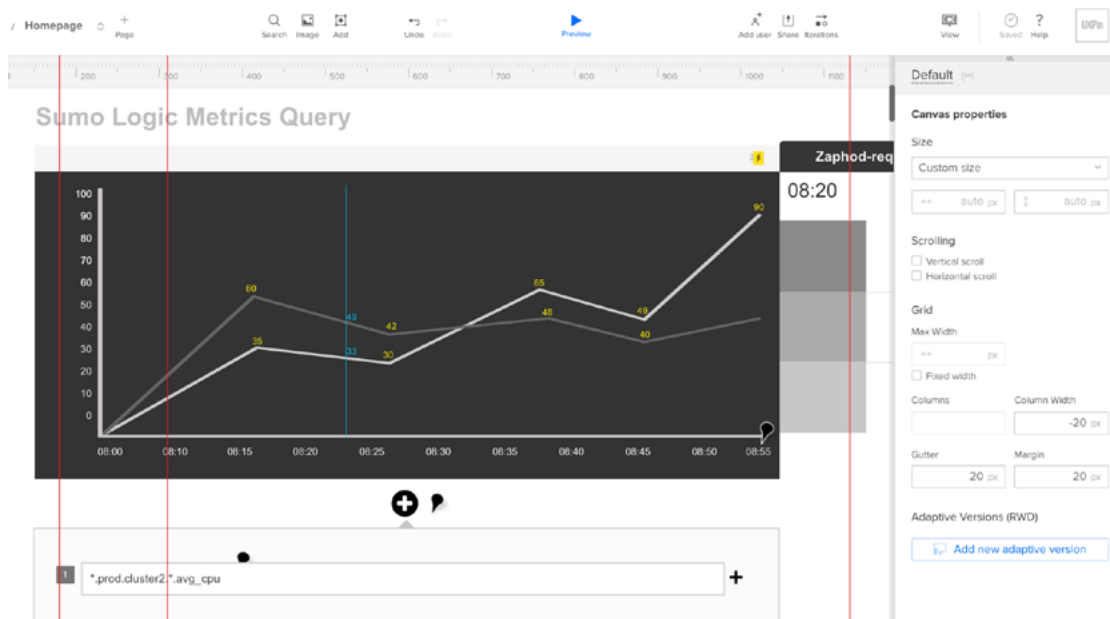 / Homepage
Page
Search
Image
Add
Undo
Redo
Preview
Add user
Share
Iterations
View
Saved
Help
UXPin
200
300
400
500
600
700
800
900
1000
1100
Sumo Logic Metrics Query
Zaphod-req
08:20
100
90
80
70
60
50
40
30
20
10
0
60
35
49
33
42
30
65
48
49
40
90
08:00
08:10
08:15
08:20
08:25
08:30
08:35
08:40
08:45
08:50
08:55
1
*.prod.cluster2.*.avg_cpu
Default
Canvas properties
Size
Custom size
auto px
auto px
Scrolling
Vertical scroll
Horizontal scroll
Grid
Max Width
px
Fixed width
Columns
Column Width
-20 px
Gutter
Margin
20 px
20 px
Adaptive Versions (RWD)
Add new adaptive version